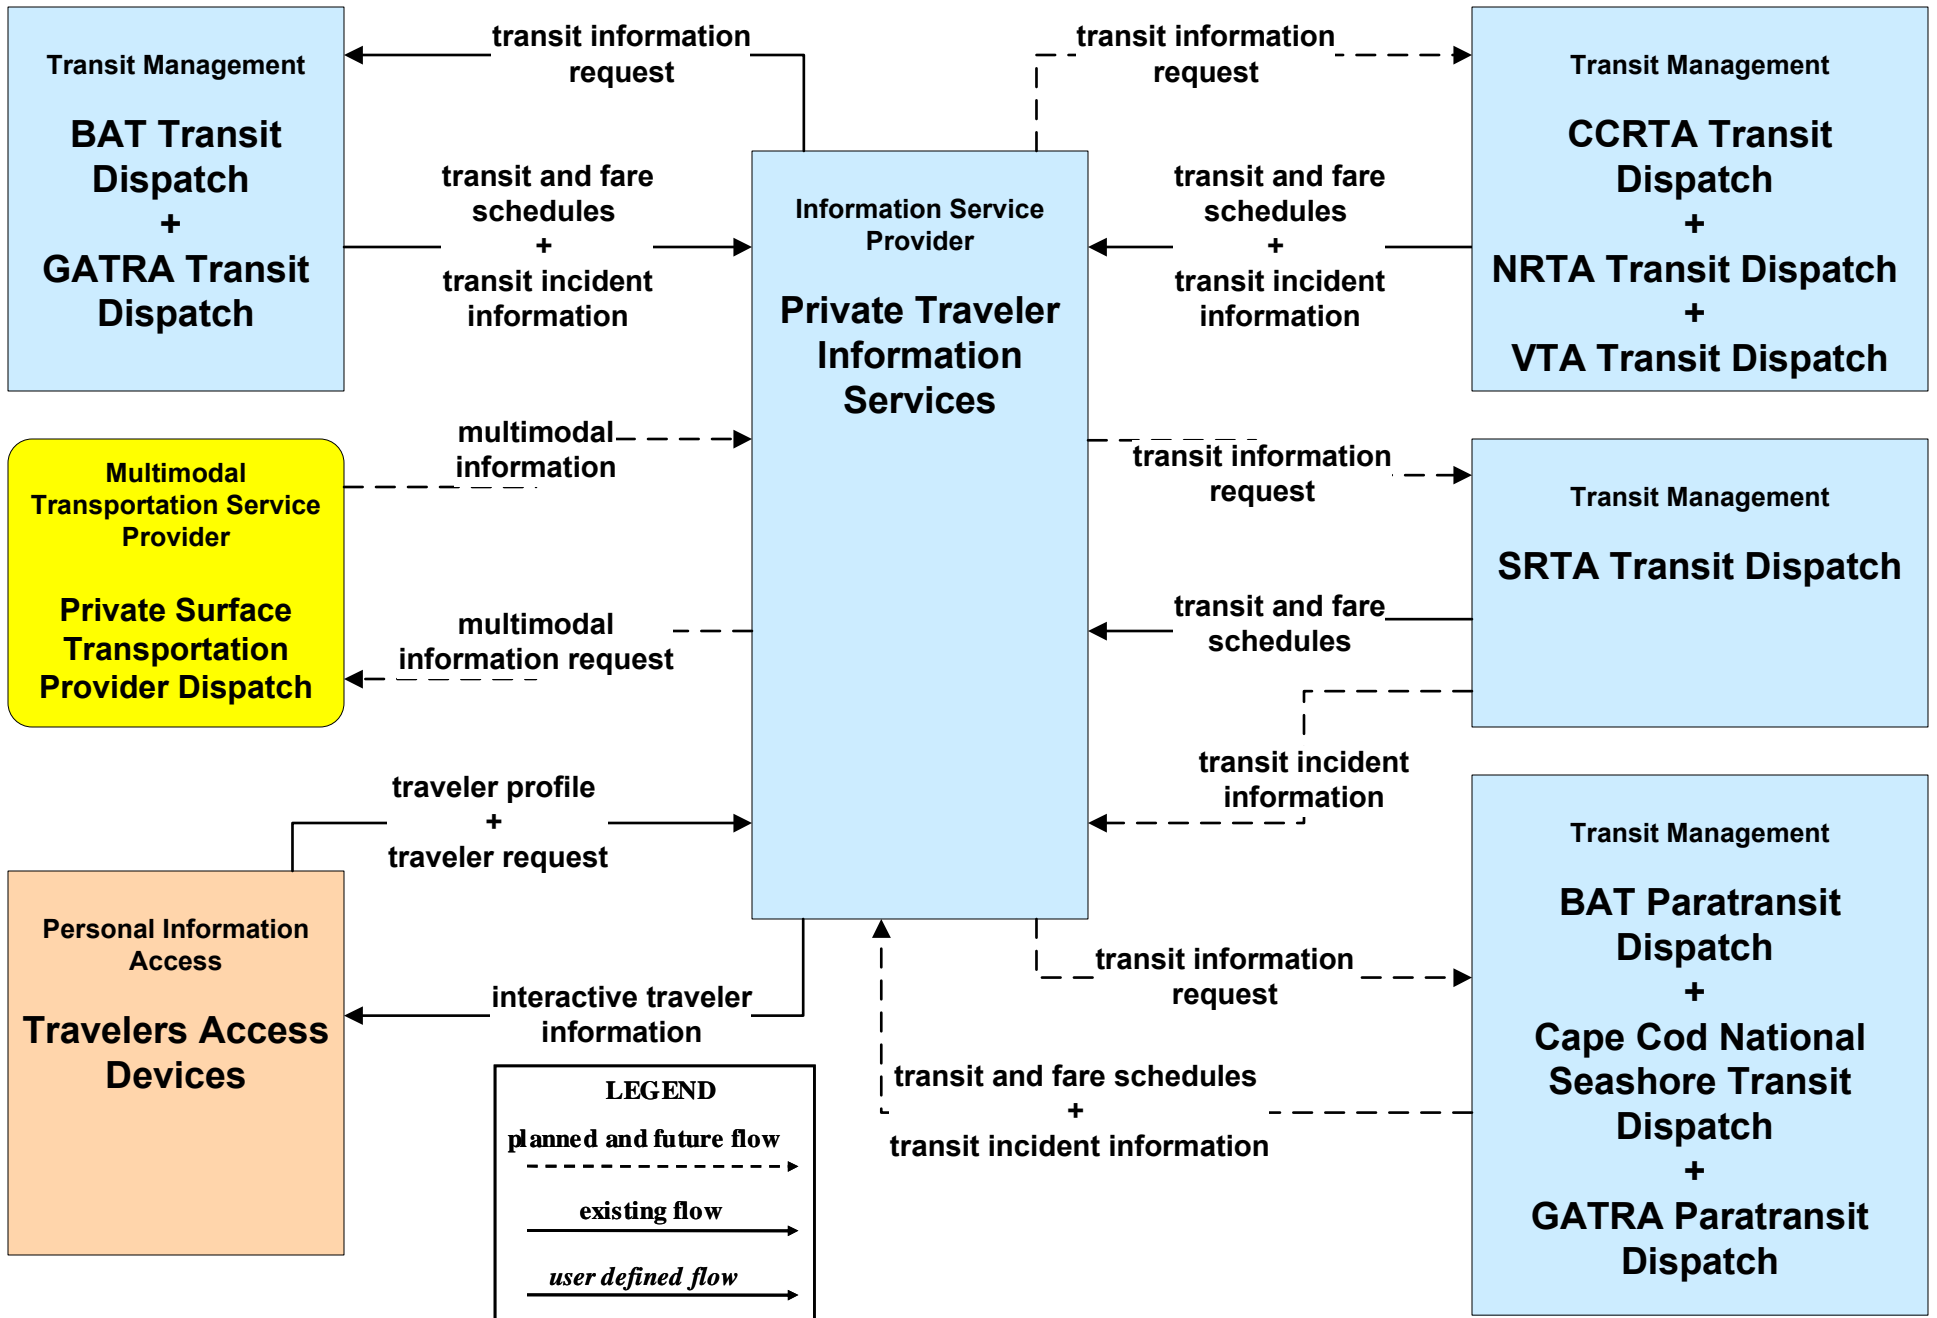 transit information
request
Transit Management
BAT Transit
Dispatch
+
GATRA Transit
Dispatch
transit and fare
schedules
+
transit incident
information
Information Service
Provider
Private Traveler
Information
Services
transit information
request
transit and fare
schedules
+
transit incident
information
Transit Management
CCRTA Transit
Dispatch
+
NRTA Transit Dispatch
+
VTA Transit Dispatch
multimodal
information
Multimodal
Transportation Service
Provider
Private Surface
Transportation
Provider Dispatch
multimodal
information request
transit information
request
Transit Management
SRTA Transit Dispatch
transit and fare
schedules
transit incident
information
traveler profile
+
traveler request
Personal Information
Access
Travelers Access
Devices
interactive traveler
information
transit information
request
transit and fare schedules
+
transit incident information
Transit Management
BAT Paratransit
Dispatch
+
Cape Cod National
Seashore Transit
Dispatch
+
GATRA Paratransit
Dispatch
LEGEND
planned and future flow
existing flow
user defined flow